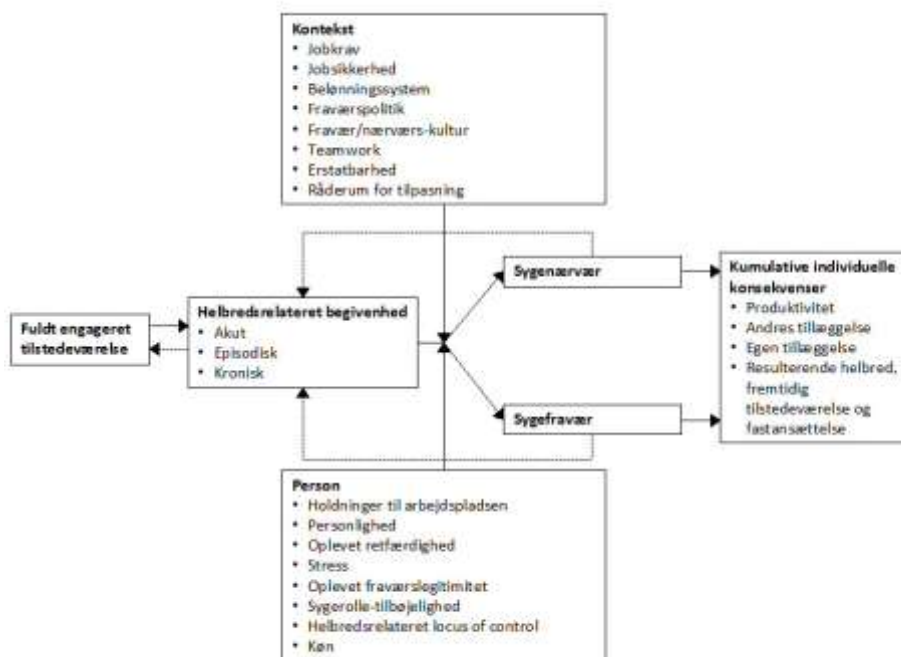 Kontekst
• Jobkrav
• Jobsikkerhed
• Belønningssystem
• Fraværspolitik
• Fravær/nærværs-kultur
• Teamwork
• Erstatbarhed
• Råderum for tilpasning
Fuldt engageret
tilstedeværelse
Helbredsrelateret begivenhed
• Akut
• Episodisk
• Kronisk
Sygenærvær
Sygefravær
Kumulative individuelle
konsekvenser
• Produktivitet
• Andres tillæggelse
• Egen tillæggelse
• Resulterende helbred,
fremtidig
tilstedeværelse og
fastansættelse
Person
• Holdninger til arbejdspladsen
• Personlighed
• Oplevet retfærdighed
• Stress
• Oplevet fraværslegitimitet
• Sygerolle-tilbøjelighed
• Helbredsrelateret locus of control
• Køn